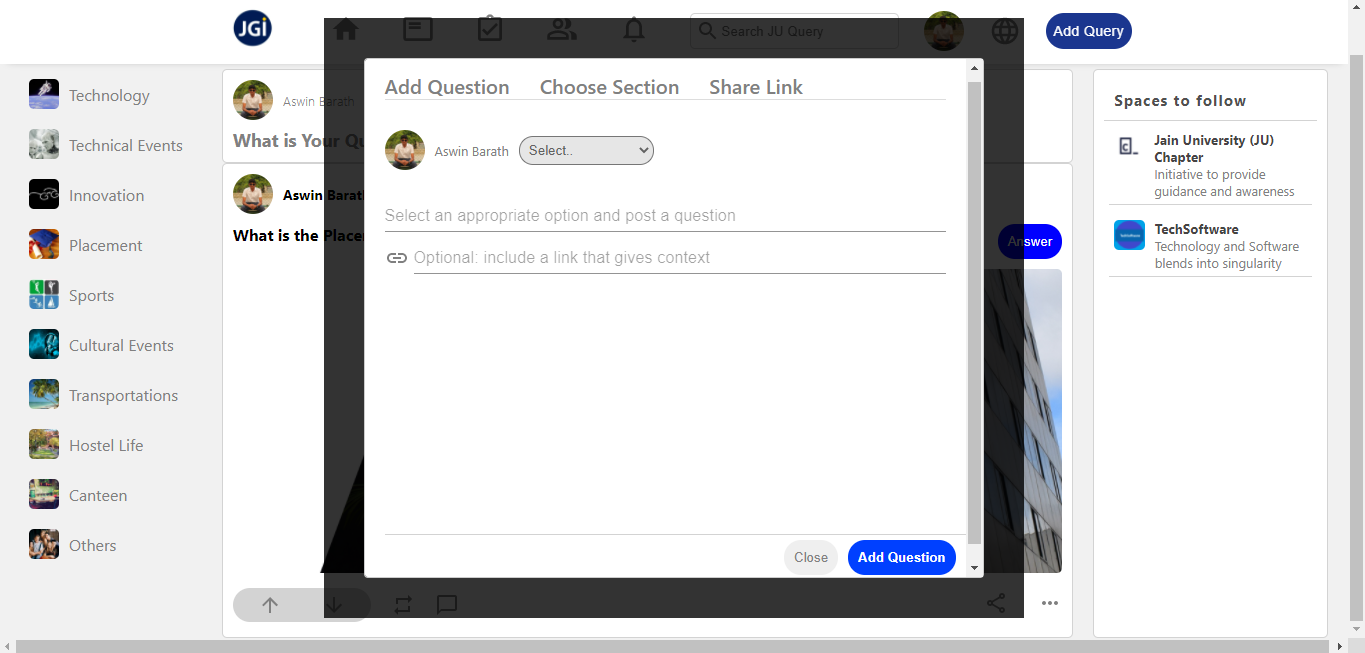 JGi
Search JU Query
Add Query
Technology
Technical Events
Innovation
Placement
Sports
Cultural Events
Transportations
Hostel Life
Canteen
Others
Aswin Barath
What is Your Qu
Aswin Barath
What is the Placem
Answer
Add Question
Choose Section
Share Link
Aswin Barath
Select..
Select an appropriate option and post a question
Optional: include a link that gives context
Close
Add Question
Spaces to follow
Jain University (JU)
Chapter
Initiative to provide
guidance and awareness
TechSoftware
Technology and Software
blends into singularity